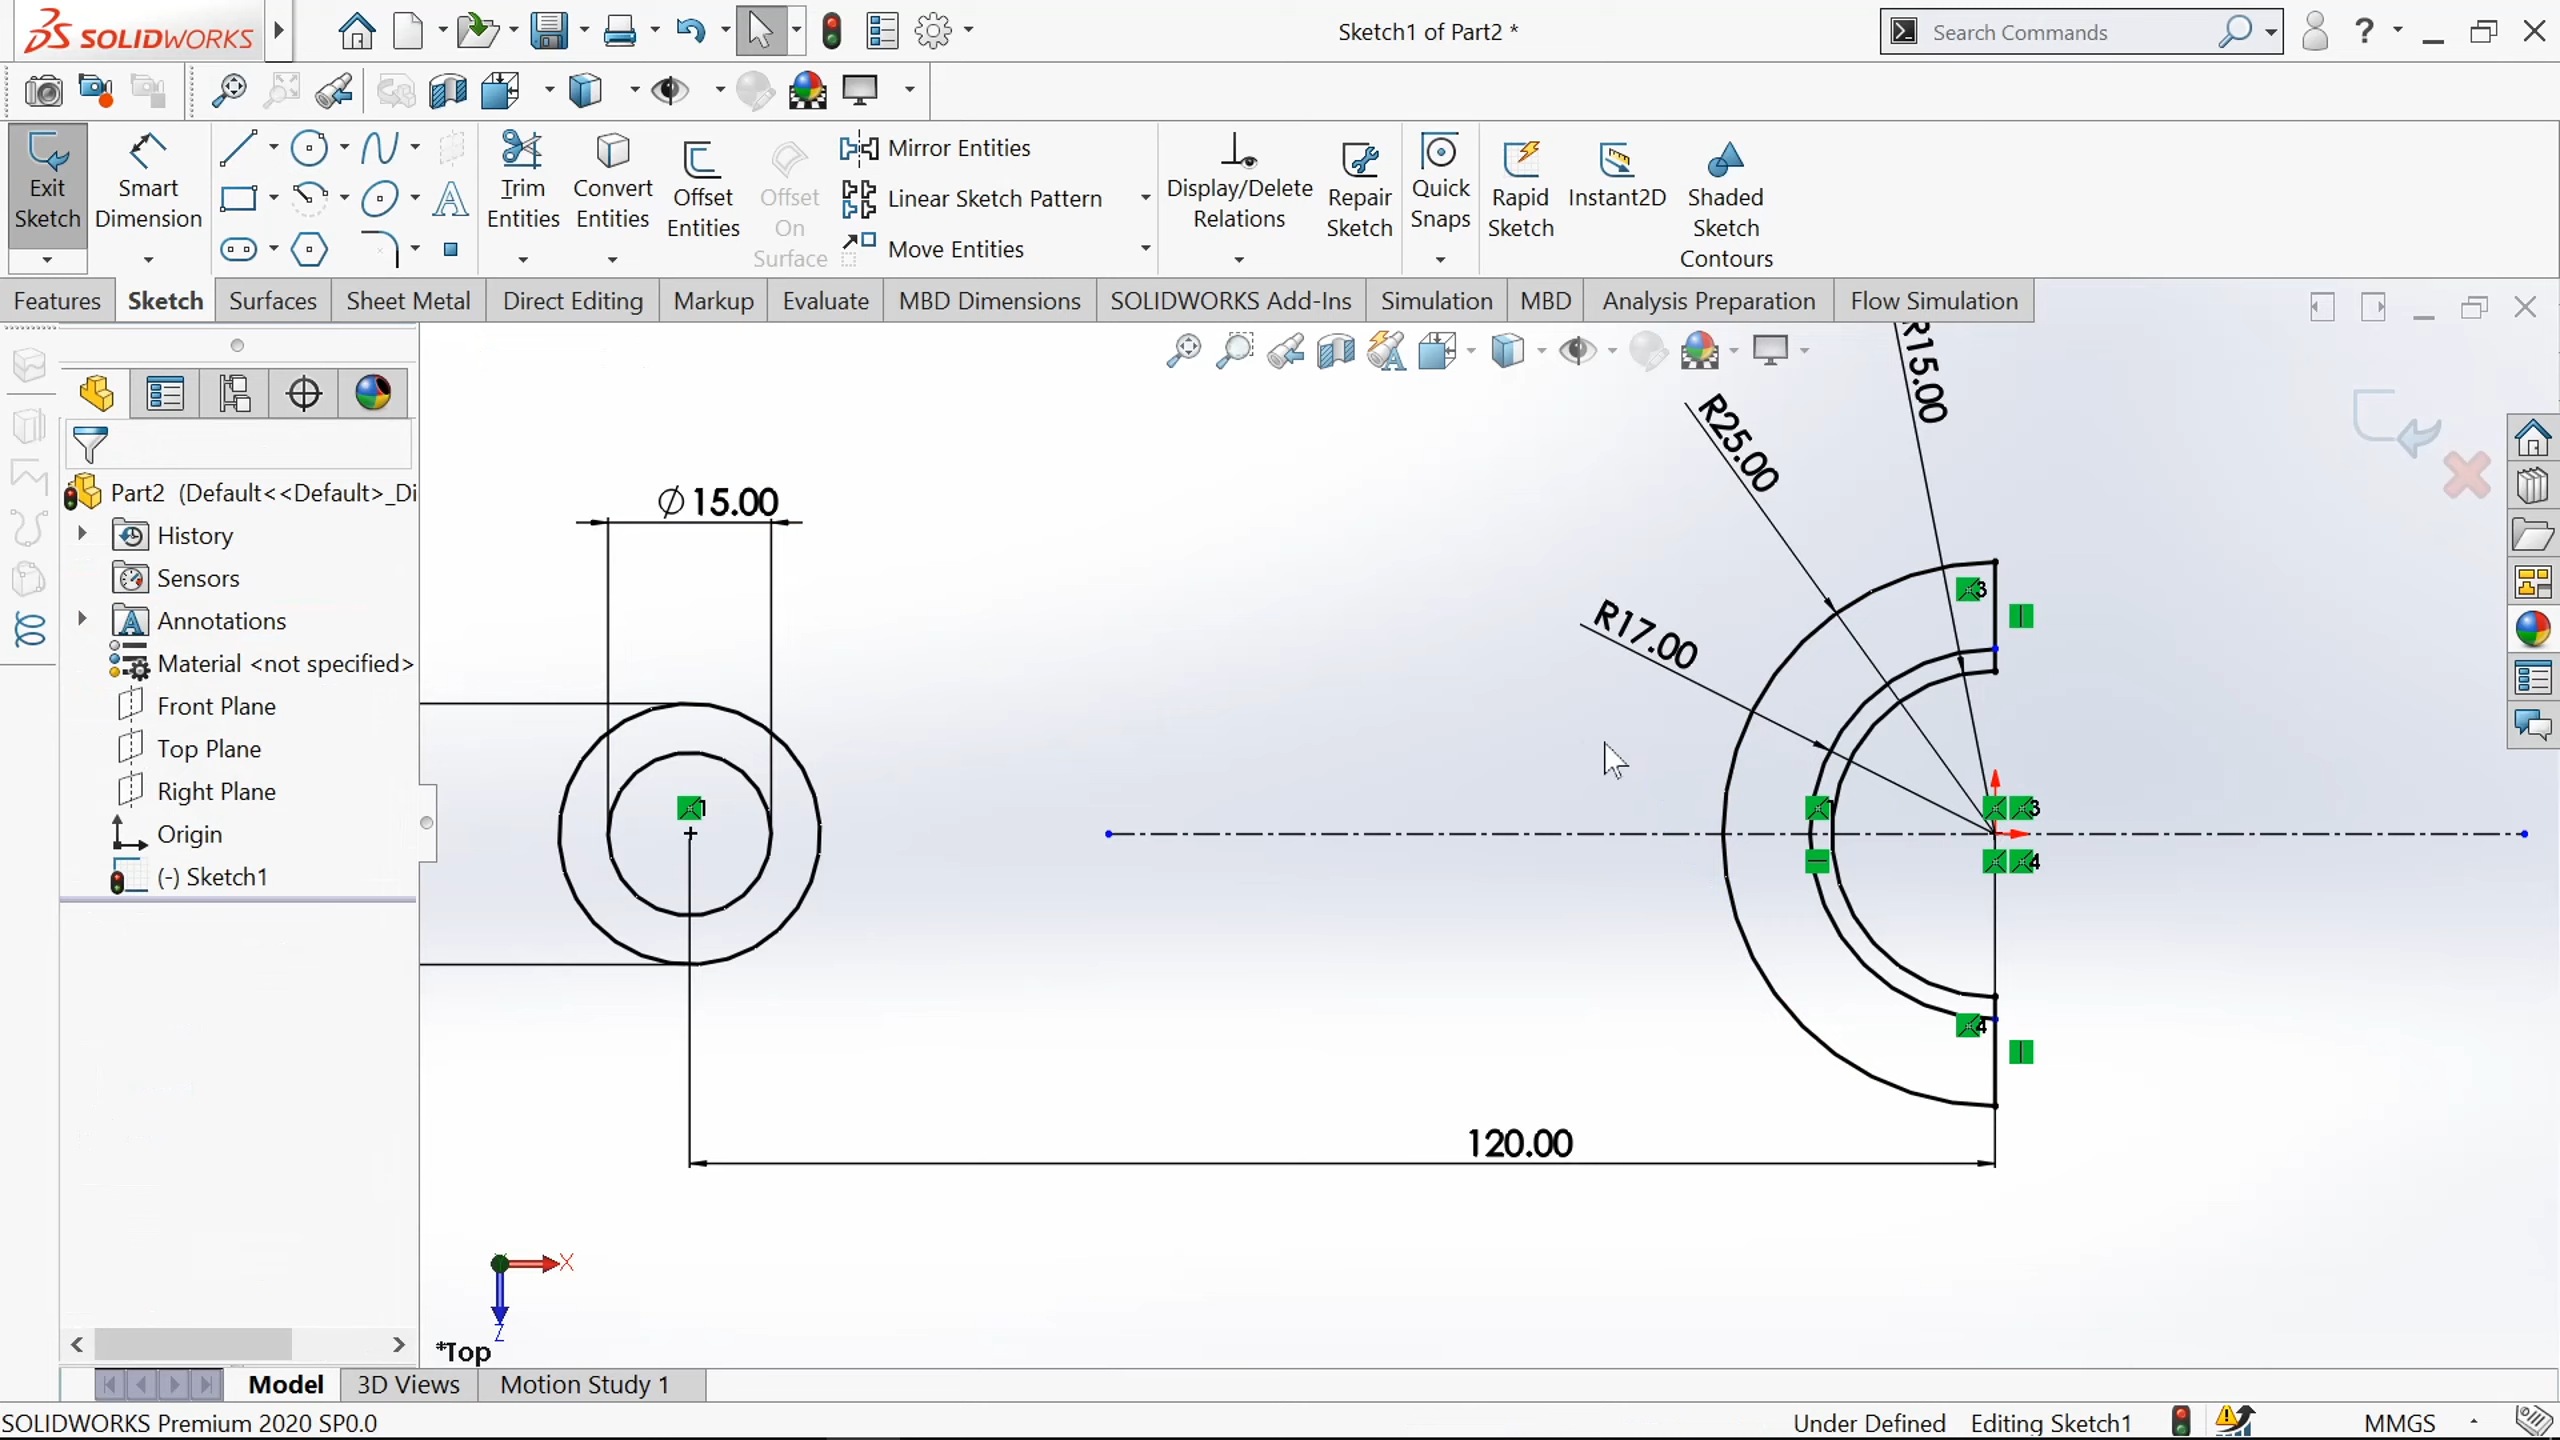 SOLIDWORKS
Sketch1 of Part2 *
Search Commands
?
Exit Sketch
Smart Dimension
Trim Entities
Convert Entities
Offset Entities
Offset On Surface
Mirror Entities
Linear Sketch Pattern
Move Entities
Display/Delete Relations
Repair Sketch
Quick Snaps
Rapid Sketch
Instant2D
Shaded Sketch Contours
Features
Sketch
Surfaces
Sheet Metal
Direct Editing
Markup
Evaluate
MBD Dimensions
SOLIDWORKS Add-Ins
Simulation
MBD
Analysis Preparation
Flow Simulation
Part2 (Default<<Default>_Di
History
Sensors
Annotations
Material <not specified>
Front Plane
Top Plane
Right Plane
Origin
(-) Sketch1
∅15.00
R15.00
R25.00
R17.00
3
1
3
4
4
120.00
X
Z
*Top
Model
3D Views
Motion Study 1
SOLIDWORKS Premium 2020 SP0.0
Under Defined
Editing Sketch1
MMGS